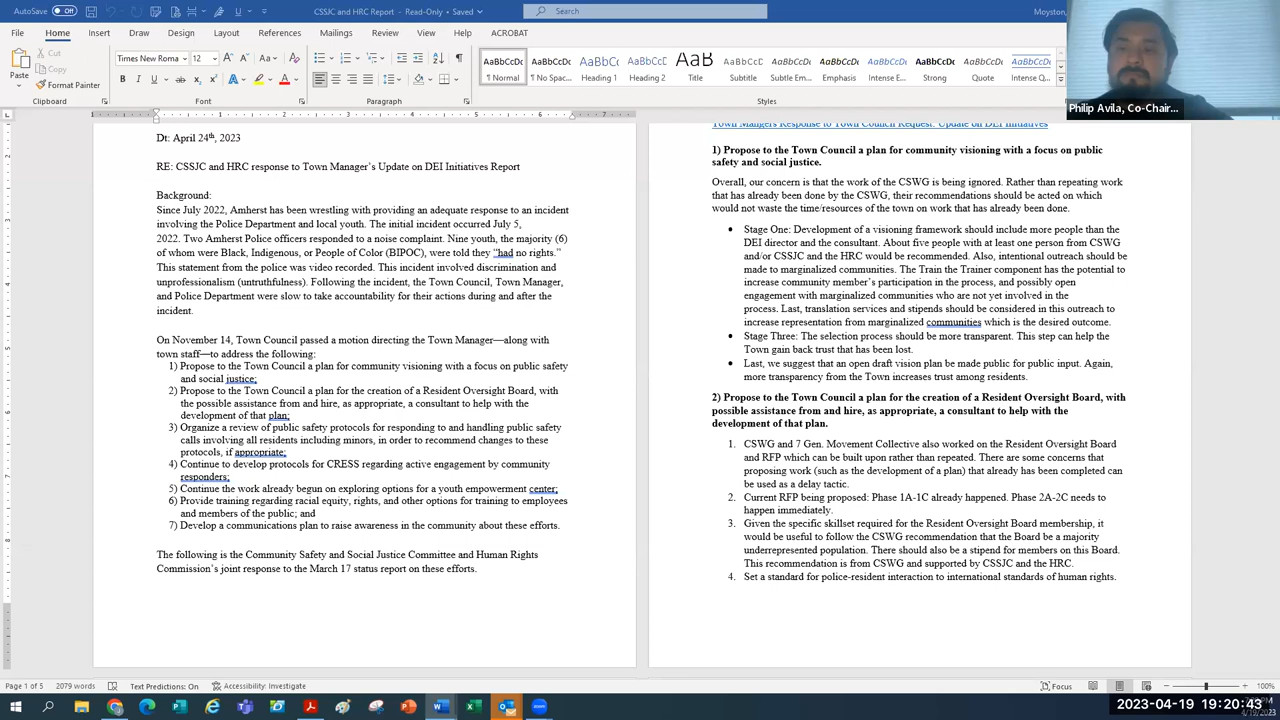 AutoSave
Off
Search
Moyston,
File
Home
Insert
Draw
Design
Layout
References
Mailings
Review
View
Help
ACROBAT
Paste
Cut
Copy
Format Painter
Times New Roma
12
AaBbCcDc
AaBbCcDc
AaBbCc
AaBbCcD
AaB
AaBbCcD
AaBbCcDt
AaBbCcDt
AaBbCcDt
AaBbCcDc
AaBbCcDt
AaBbCcDt
¶ Normal
¶ No Spac...
Heading 1
Heading 2
Title
Subtitle
Subtle Em...
Emphasis
Intense E...
Strong
Quote
Intense Q...
Clipboard
Font
Paragraph
Styles
Philip Avila, Co-Chair...
Dt: April 24th, 2023
RE: CSSJC and HRC response to Town Manager's Update on DEI Initiatives Report
Background:
Since July 2022, Amherst has been wrestling with providing an adequate response to an incident
involving the Police Department and local youth. The initial incident occurred July 5,
2022. Two Amherst Police officers responded to a noise complaint. Nine youth, the majority (6)
of whom were Black, Indigenous, or People of Color (BIPOC), were told they “had no rights.”
This statement from the police was video recorded. This incident involved discrimination and
unprofessionalism (untruthfulness). Following the incident, the Town Council, Town Manager,
and Police Department were slow to take accountability for their actions during and after the
incident.
On November 14, Town Council passed a motion directing the Town Manager—along with
town staff—to address the following:
1) Propose to the Town Council a plan for community visioning with a focus on public safety
and social justice;
2) Propose to the Town Council a plan for the creation of a Resident Oversight Board, with
the possible assistance from and hire, as appropriate, a consultant to help with the
development of that plan;
3) Organize a review of public safety protocols for responding to and handling public safety
calls involving all residents including minors, in order to recommend changes to these
protocols, if appropriate;
4) Continue to develop protocols for CRESS regarding active engagement by community
responders;
5) Continue the work already begun on exploring options for a youth empowerment center;
6) Provide training regarding racial equity, rights, and other options for training to employees
and members of the public; and
7) Develop a communications plan to raise awareness in the community about these efforts.
The following is the Community Safety and Social Justice Committee and Human Rights
Commission's joint response to the March 17 status report on these efforts.
Town Mangers Response to Town Council Request: Update on DEI Initiatives
1) Propose to the Town Council a plan for community visioning with a focus on public
safety and social justice.
Overall, our concern is that the work of the CSWG is being ignored. Rather than repeating work
that has already been done by the CSWG, their recommendations should be acted on which
would not waste the time/resources of the town on work that has already been done.
• Stage One: Development of a visioning framework should include more people than the
DEI director and the consultant. About five people with at least one person from CSWG
and/or CSSJC and the HRC would be recommended. Also, intentional outreach should be
made to marginalized communities. The Train the Trainer component has the potential to
increase community member's participation in the process, and possibly open
engagement with marginalized communities who are not yet involved in the
process. Last, translation services and stipends should be considered in this outreach to
increase representation from marginalized communities which is the desired outcome.
• Stage Three: The selection process should be more transparent. This step can help the
Town gain back trust that has been lost.
• Last, we suggest that an open draft vision plan be made public for public input. Again,
more transparency from the Town increases trust among residents.
2) Propose to the Town Council a plan for the creation of a Resident Oversight Board, with
possible assistance from and hire, as appropriate, a consultant to help with the
development of that plan.
1. CSWG and 7 Gen. Movement Collective also worked on the Resident Oversight Board
and RFP which can be built upon rather than repeated. There are some concerns that
proposing work (such as the development of a plan) that has already been completed can
be used as a delay tactic.
2. Current RFP being proposed: Phase 1A-1C already happened. Phase 2A-2C needs to
happen immediately.
3. Given the specific skillset required for the Resident Oversight Board membership, it
would be useful to follow the CSWG recommendation that the Board be a majority
underrepresented population. There should also be a stipend for members on this Board.
This recommendation is from CSWG and supported by CSSJC and the HRC.
4. Set a standard for police-resident interaction to international standards of human rights.
Page 1 of 5
2079 words
Text Predictions: On
Accessibility: Investigate
Focus
100%
2023-04-19 19:20:43